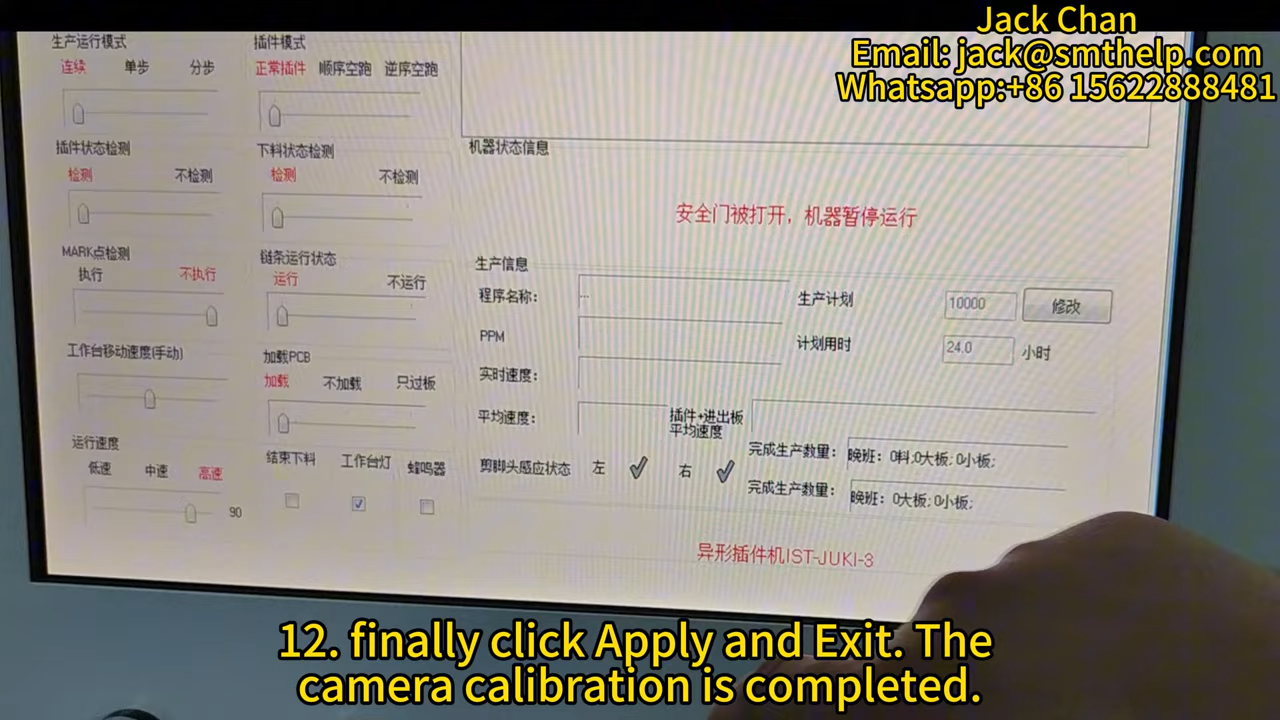 Jack Chan
Email: jack@smthelp.com
Whatsapp:+86 15622888481
生产运行模式
连续 单步 分步
插件模式
正常插件 顺序空跑 逆序空跑
插件状态检测
检测 不检测
下料状态检测
检测 不检测
MARK点检测
执行 不执行
链条运行状态
运行 不运行
工作台移动速度(手动)
加载PCB
加载 不加载 只过板
运行速度
低速 中速 高速
90
结束下料 工作台灯 蜂鸣器
机器状态信息
安全门被打开，机器暂停运行
生产信息
程序名称： ---
生产计划 10000 修改
PPM
计划用时 24.0 小时
实时速度：
平均速度：
插件+进出板
平均速度
完成生产数量： 晚班：0料;0大板;0小板;
剪脚头感应状态 左 右
完成生产数量： 晚班：0大板;0小板;
异形插件机IST-JUKI-3
12. finally click Apply and Exit. The
camera calibration is completed.